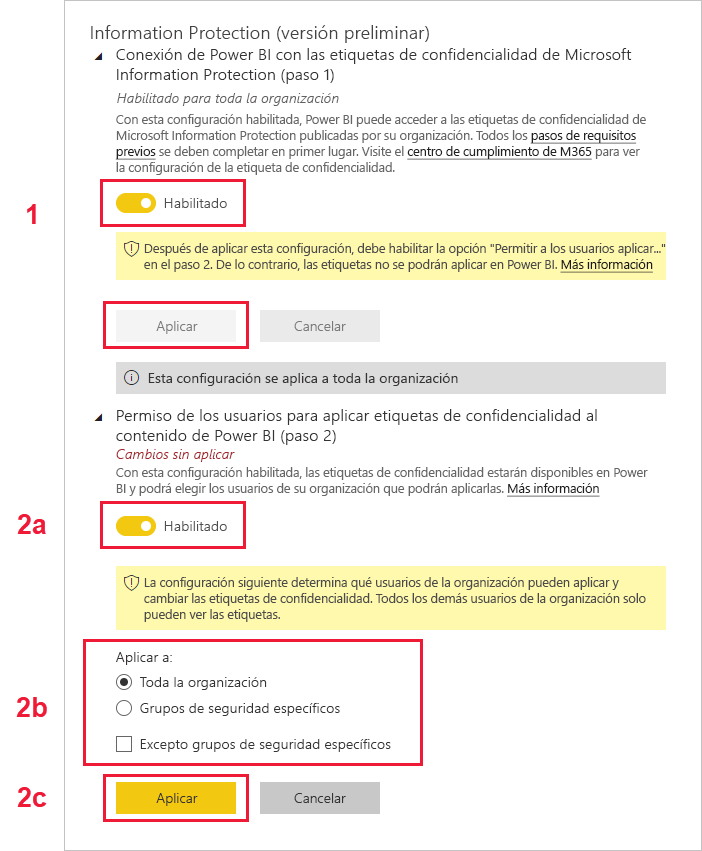 Information Protection (versión preliminar)
Conexión de Power BI con las etiquetas de confidencialidad de Microsoft
Information Protection (paso 1)
Habilitado para toda la organización
Con esta configuración habilitada, Power BI puede acceder a las etiquetas de confidencialidad de
Microsoft Information Protection publicadas por su organización. Todos los pasos de requisitos
previos se deben completar en primer lugar. Visite el centro de cumplimiento de M365 para ver
la configuración de la etiqueta de confidencialidad.
1
Habilitado
Después de aplicar esta configuración, debe habilitar la opción "Permitir a los usuarios aplicar..."
en el paso 2. De lo contrario, las etiquetas no se podrán aplicar en Power BI. Más información
Aplicar
Cancelar
Esta configuración se aplica a toda la organización
Permiso de los usuarios para aplicar etiquetas de confidencialidad al
contenido de Power BI (paso 2)
Cambios sin aplicar
Con esta configuración habilitada, las etiquetas de confidencialidad estarán disponibles en Power
BI y podrá elegir los usuarios de su organización que podrán aplicarlas. Más información
2a
Habilitado
La configuración siguiente determina qué usuarios de la organización pueden aplicar y
cambiar las etiquetas de confidencialidad. Todos los demás usuarios de la organización solo
pueden ver las etiquetas.
Aplicar a:
Toda la organización
2b
Grupos de seguridad específicos
Excepto grupos de seguridad específicos
2c
Aplicar
Cancelar